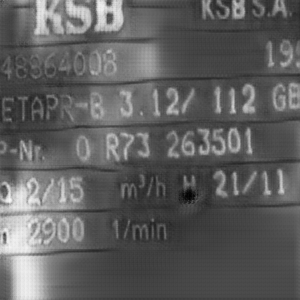 KSB KSB S.A.
48364008 19
ETAPR-B 3.12/ 112 GB
P-Nr. 0 R73 263501
Q 2/15 m³/h H 21/11
n 2900 1/min